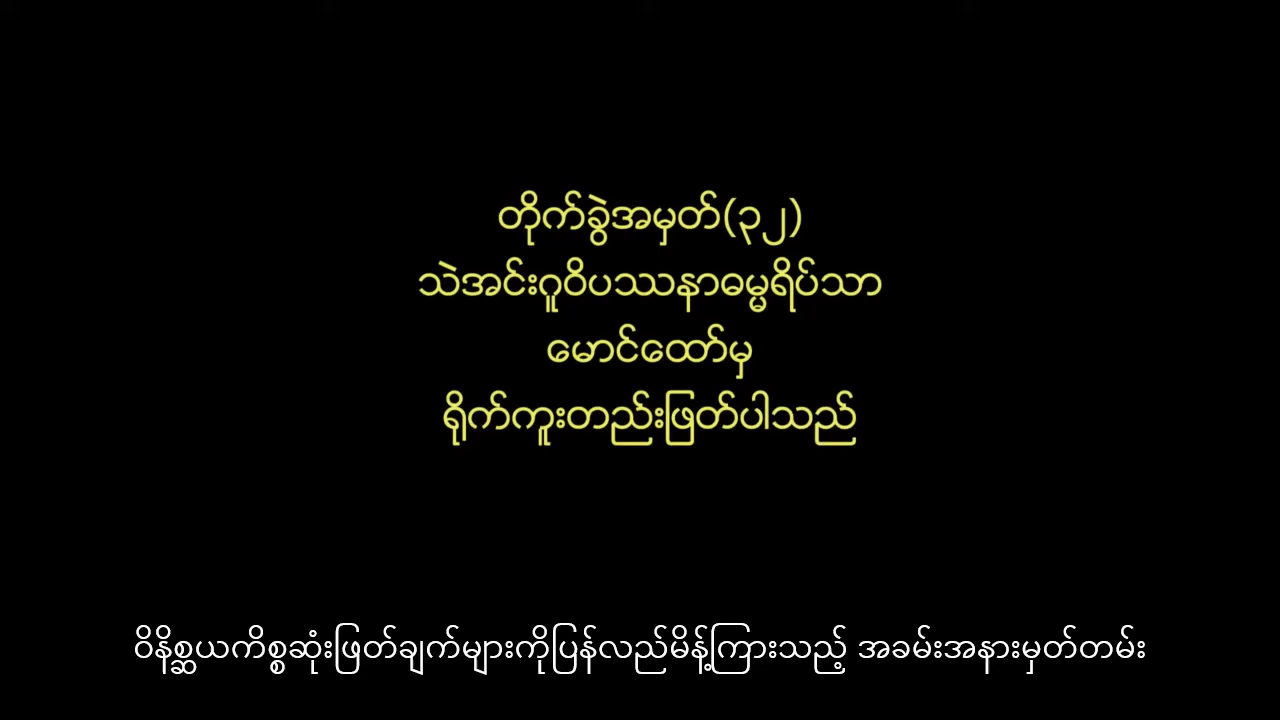 တိုက်ခွဲအမှတ်(၃၂)
သဲအင်းဂူဝိပဿနာဓမ္မရိပ်သာ
မောင်ထော်မှ
ရိုက်ကူးတည်းဖြတ်ပါသည်
ဝိနိစ္ဆယကိစ္စဆုံးဖြတ်ချက်များကိုပြန်လည်မိန့်ကြားသည့် အခမ်းအနားမှတ်တမ်း